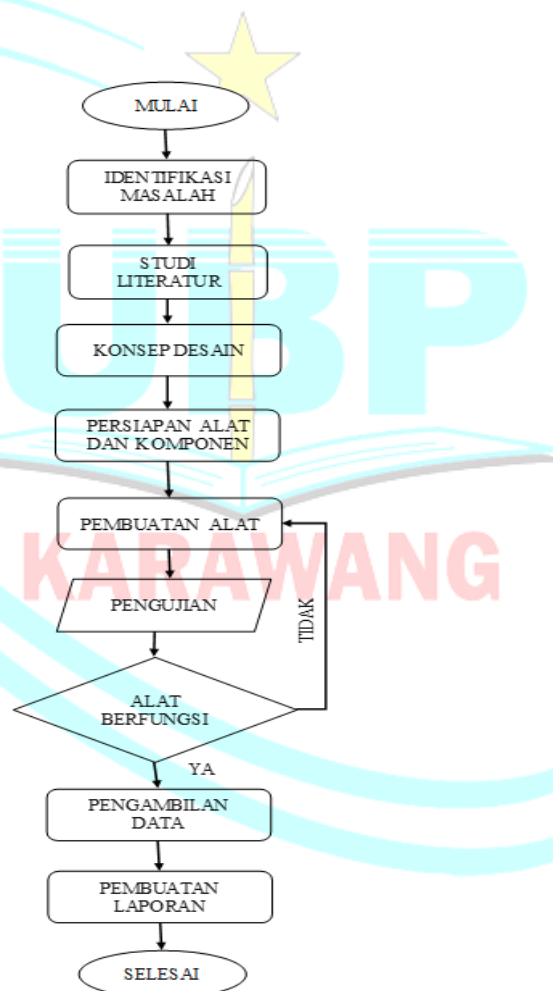 MULAI
IDENTIFIKASI
MASALAH
STUDI
LITERATUR
UBP
KONSEP DESAIN
PERSIAPAN ALAT
DAN KOMPONEN
PEMBUATAN ALAT
KARAWANG
PENGUJIAN
TIDAK
ALAT
BERFUNGSI
YA
PENGAMBILAN
DATA
PEMBUATAN
LAPORAN
SELESAI